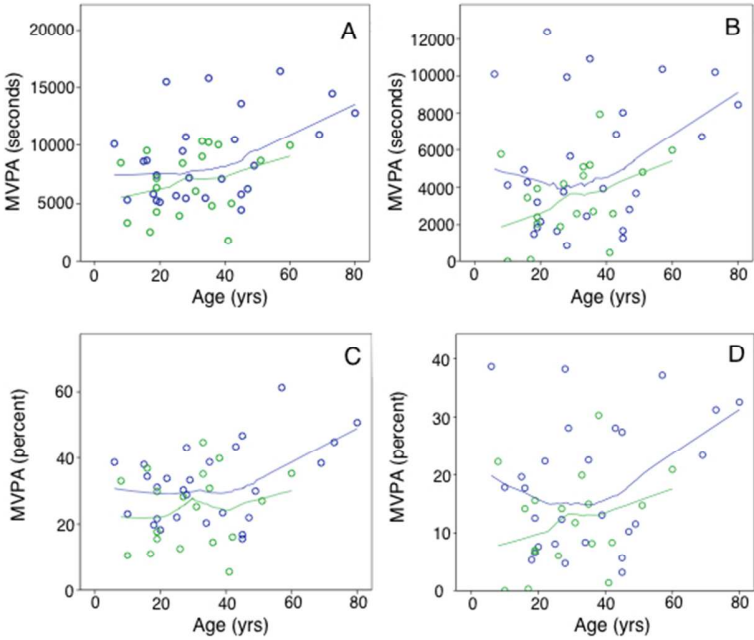 A
MVPA (seconds)
20000
15000
10000
5000
0
0 20 40 60 80
Age (yrs)
B
MVPA (seconds)
12000
10000
8000
6000
4000
2000
0
0 20 40 60 80
Age (yrs)
C
MVPA (percent)
60
40
20
0
0 20 40 60 80
Age (yrs)
D
MVPA (percent)
40
30
20
10
0
0 20 40 60 80
Age (yrs)